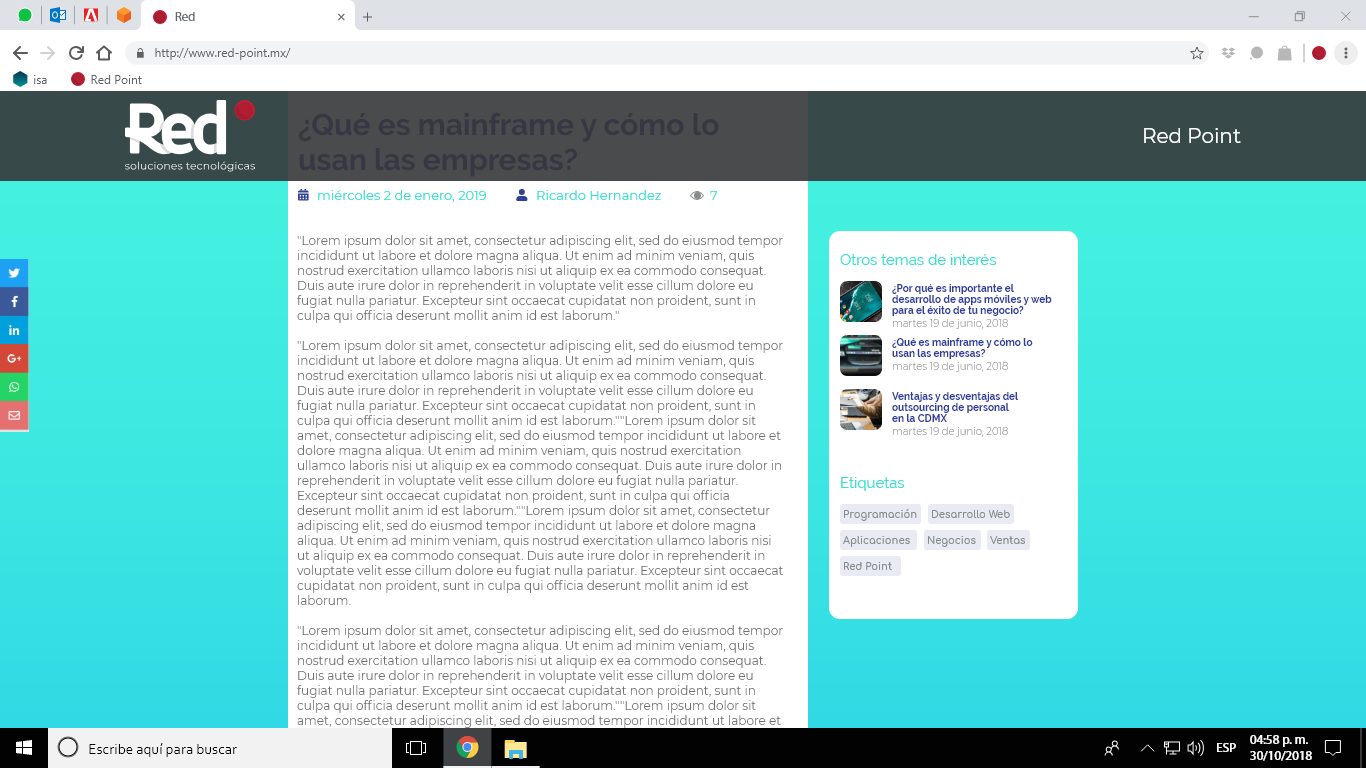 Red
http://www.red-point.mx/
isa
Red Point
Red
soluciones tecnológicas
Red Point
¿Qué es mainframe y cómo lo
usan las empresas?
miércoles 2 de enero, 2019
Ricardo Hernandez
7
"Lorem ipsum dolor sit amet, consectetur adipiscing elit, sed do eiusmod tempor
incididunt ut labore et dolore magna aliqua. Ut enim ad minim veniam, quis
nostrud exercitation ullamco laboris nisi ut aliquip ex ea commodo consequat.
Duis aute irure dolor in reprehenderit in voluptate velit esse cillum dolore eu
fugiat nulla pariatur. Excepteur sint occaecat cupidatat non proident, sunt in
culpa qui officia deserunt mollit anim id est laborum."
"Lorem ipsum dolor sit amet, consectetur adipiscing elit, sed do eiusmod tempor
incididunt ut labore et dolore magna aliqua. Ut enim ad minim veniam, quis
nostrud exercitation ullamco laboris nisi ut aliquip ex ea commodo consequat.
Duis aute irure dolor in reprehenderit in voluptate velit esse cillum dolore eu
fugiat nulla pariatur. Excepteur sint occaecat cupidatat non proident, sunt in
culpa qui officia deserunt mollit anim id est laborum.""Lorem ipsum dolor sit
amet, consectetur adipiscing elit, sed do eiusmod tempor incididunt ut labore et
dolore magna aliqua. Ut enim ad minim veniam, quis nostrud exercitation
ullamco laboris nisi ut aliquip ex ea commodo consequat. Duis aute irure dolor in
reprehenderit in voluptate velit esse cillum dolore eu fugiat nulla pariatur.
Excepteur sint occaecat cupidatat non proident, sunt in culpa qui officia
deserunt mollit anim id est laborum.""Lorem ipsum dolor sit amet, consectetur
adipiscing elit, sed do eiusmod tempor incididunt ut labore et dolore magna
aliqua. Ut enim ad minim veniam, quis nostrud exercitation ullamco laboris nisi
ut aliquip ex ea commodo consequat. Duis aute irure dolor in reprehenderit in
voluptate velit esse cillum dolore eu fugiat nulla pariatur. Excepteur sint occaecat
cupidatat non proident, sunt in culpa qui officia deserunt mollit anim id est
laborum.
"Lorem ipsum dolor sit amet, consectetur adipiscing elit, sed do eiusmod tempor
incididunt ut labore et dolore magna aliqua. Ut enim ad minim veniam, quis
nostrud exercitation ullamco laboris nisi ut aliquip ex ea commodo consequat.
Duis aute irure dolor in reprehenderit in voluptate velit esse cillum dolore eu
fugiat nulla pariatur. Excepteur sint occaecat cupidatat non proident, sunt in
culpa qui officia deserunt mollit anim id est laborum.""Lorem ipsum dolor sit
amet, consectetur adipiscing elit, sed do eiusmod tempor incididunt ut labore et
Otros temas de interés
¿Por qué es importante el
desarrollo de apps móviles y web
para el éxito de tu negocio?
martes 19 de junio, 2018
¿Qué es mainframe y cómo lo
usan las empresas?
martes 19 de junio, 2018
Ventajas y desventajas del
outsourcing de personal
en la CDMX
martes 19 de junio, 2018
Etiquetas
Programación
Desarrollo Web
Aplicaciones
Negocios
Ventas
Red Point
Escribe aquí para buscar
ESP
04:58 p. m.
30/10/2018